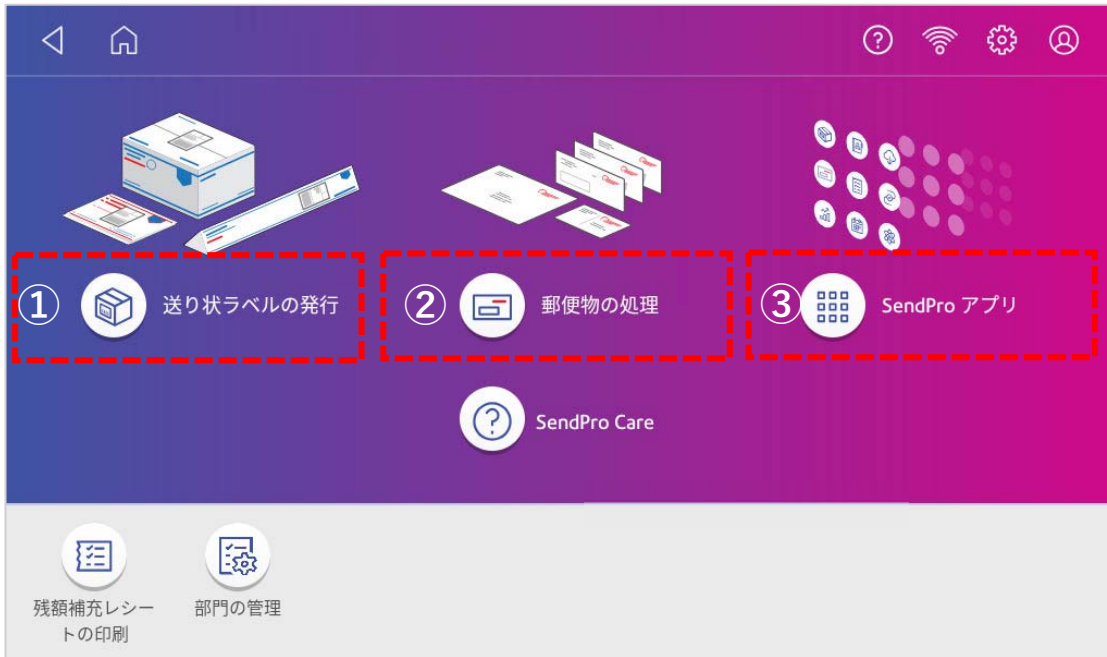 ① 送り状ラベルの発行
② 郵便物の処理
③ SendPro アプリ
SendPro Care
残額補充レシー
トの印刷
部門の管理